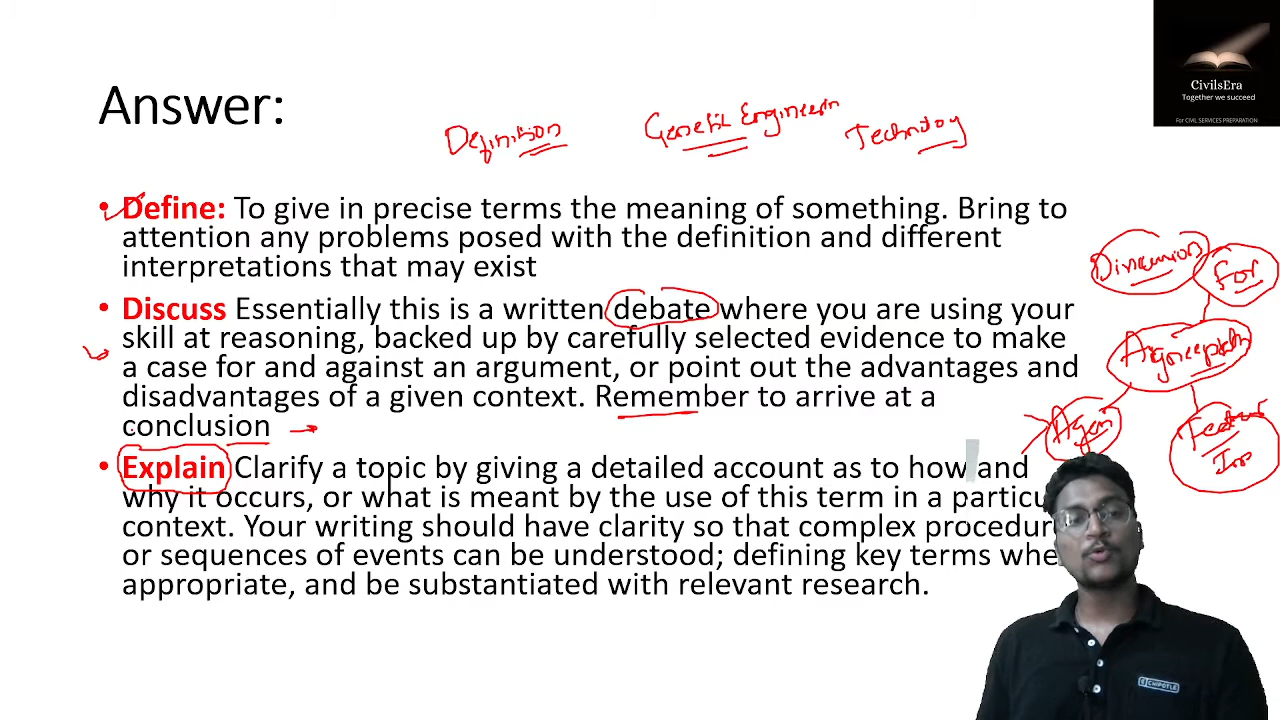 CivilsEra
Together we succeed
For CIVIL SERVICES PREPARATION
Answer:
Definition Genetic Engineerin Technology
• Define: To give in precise terms the meaning of something. Bring to
attention any problems posed with the definition and different
interpretations that may exist
• Discuss Essentially this is a written debate where you are using your
skill at reasoning, backed up by carefully selected evidence to make
a case for and against an argument, or point out the advantages and
disadvantages of a given context. Remember to arrive at a
conclusion
• Explain Clarify a topic by giving a detailed account as to how and
why it occurs, or what is meant by the use of this term in a particu
context. Your writing should have clarity so that complex procedur
or sequences of events can be understood; defining key terms whe
appropriate, and be substantiated with relevant research.
For
CHIPOTLE